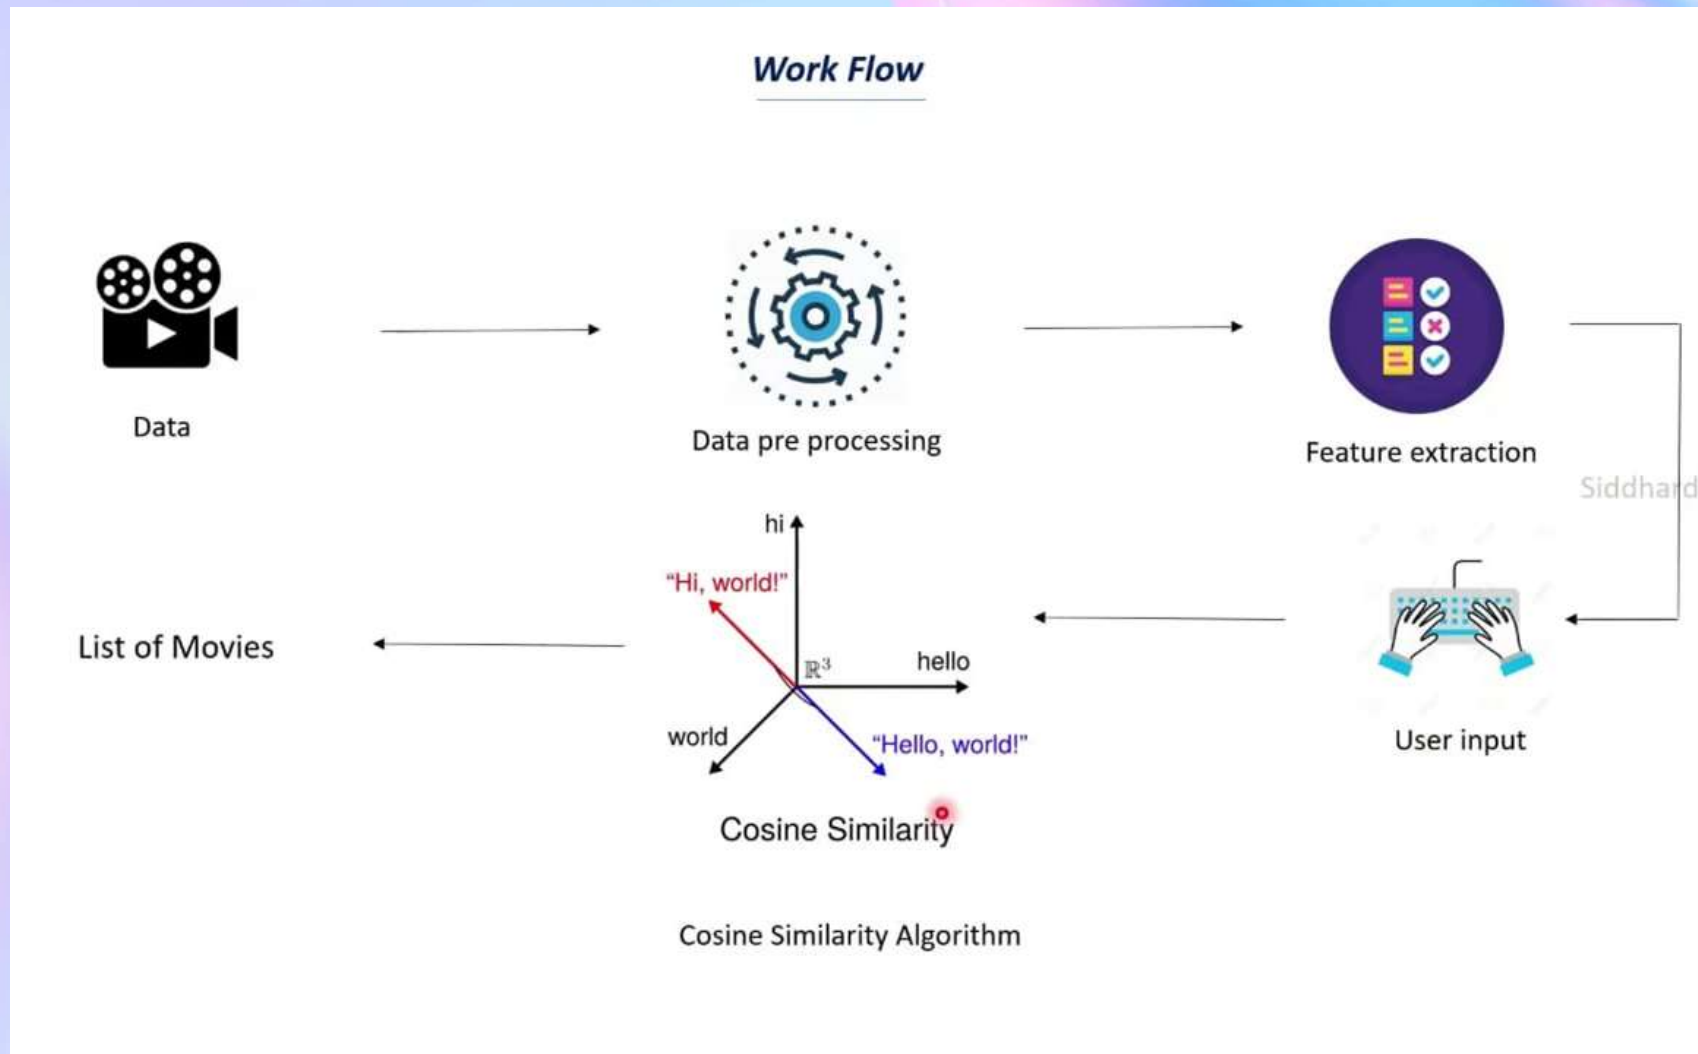 Work Flow
Data
Data pre processing
Feature extraction
Siddhard
hi
"Hi, world!"
ℝ³
hello
world
"Hello, world!"
Cosine Similarity
User input
List of Movies
Cosine Similarity Algorithm